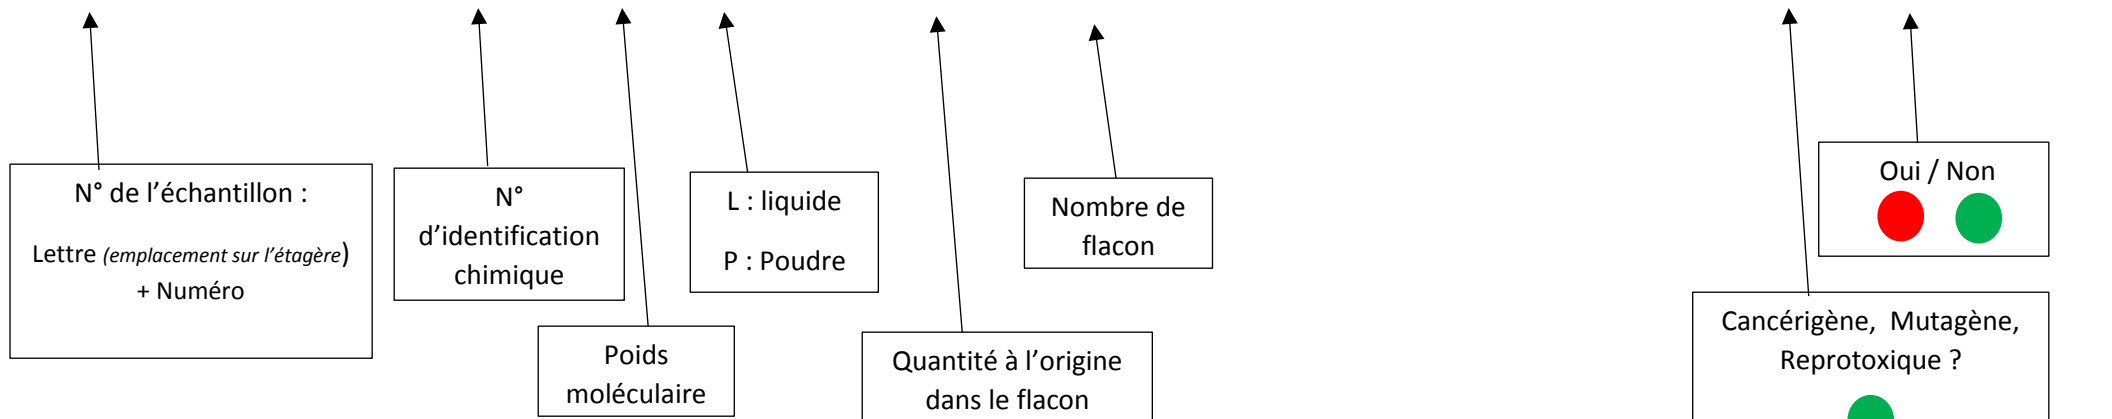 N° de l’échantillon :
Lettre (emplacement sur l’étagère)
+ Numéro
N°
d’identification
chimique
Poids
moléculaire
L : liquide
P : Poudre
Quantité à l’origine
dans le flacon
Nombre de
flacon
Oui / Non
Cancérigène, Mutagène,
Reprotoxique ?